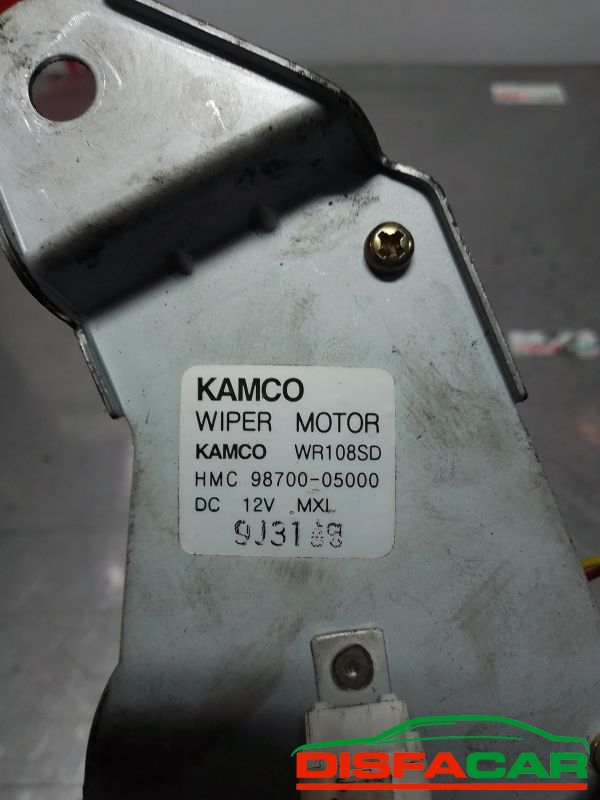 KAMCO
WIPER MOTOR
KAMCO WR108SD
HMC 98700-05000
DC 12V MXL
DISFACAR